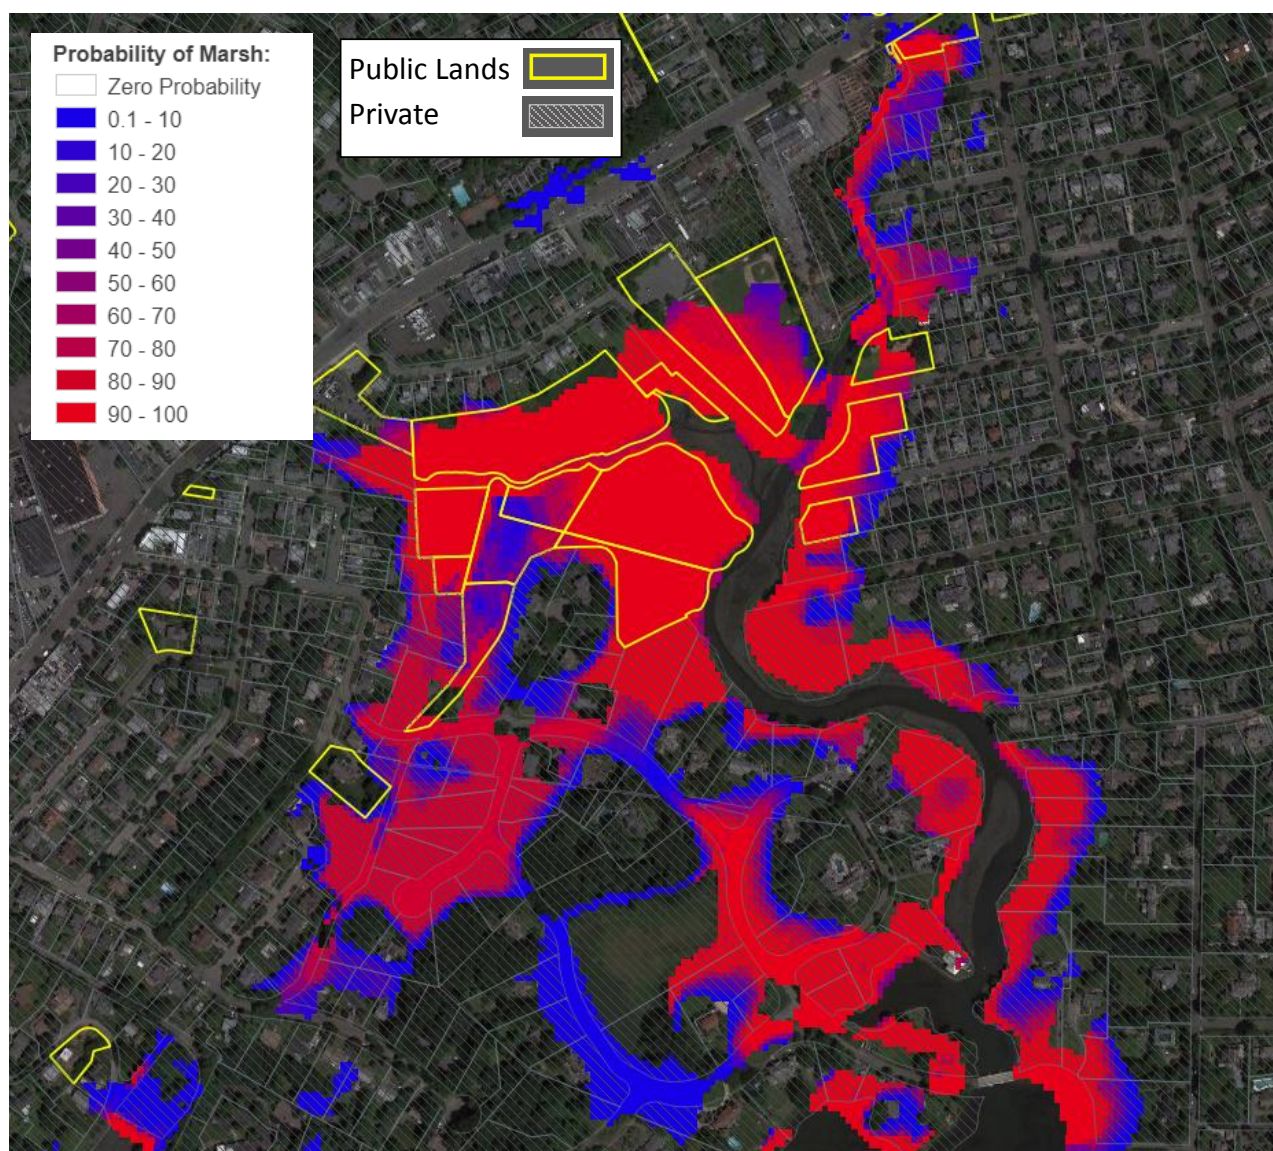 Probability of Marsh:
Zero Probability
0.1 - 10
10 - 20
20 - 30
30 - 40
40 - 50
50 - 60
60 - 70
70 - 80
80 - 90
90 - 100
Public Lands
Private